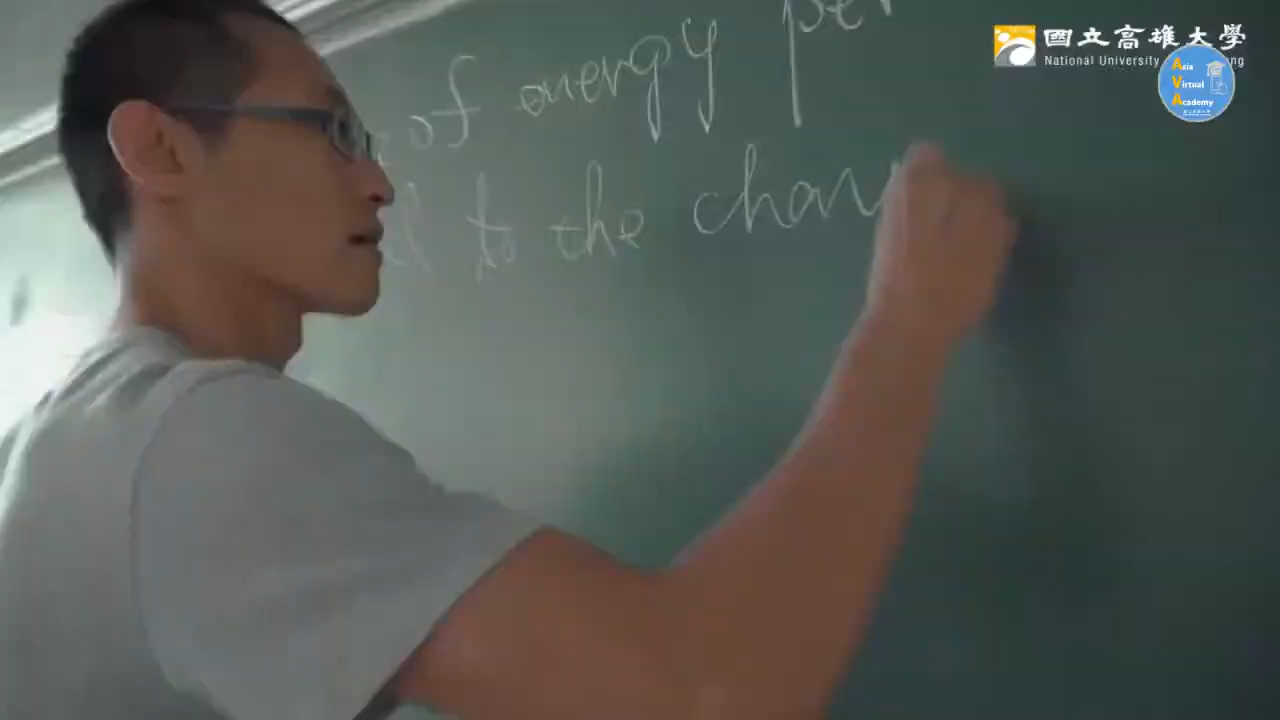 of energy per
to the chan
國立高雄大學
National University
Asia
Virtual
Academy